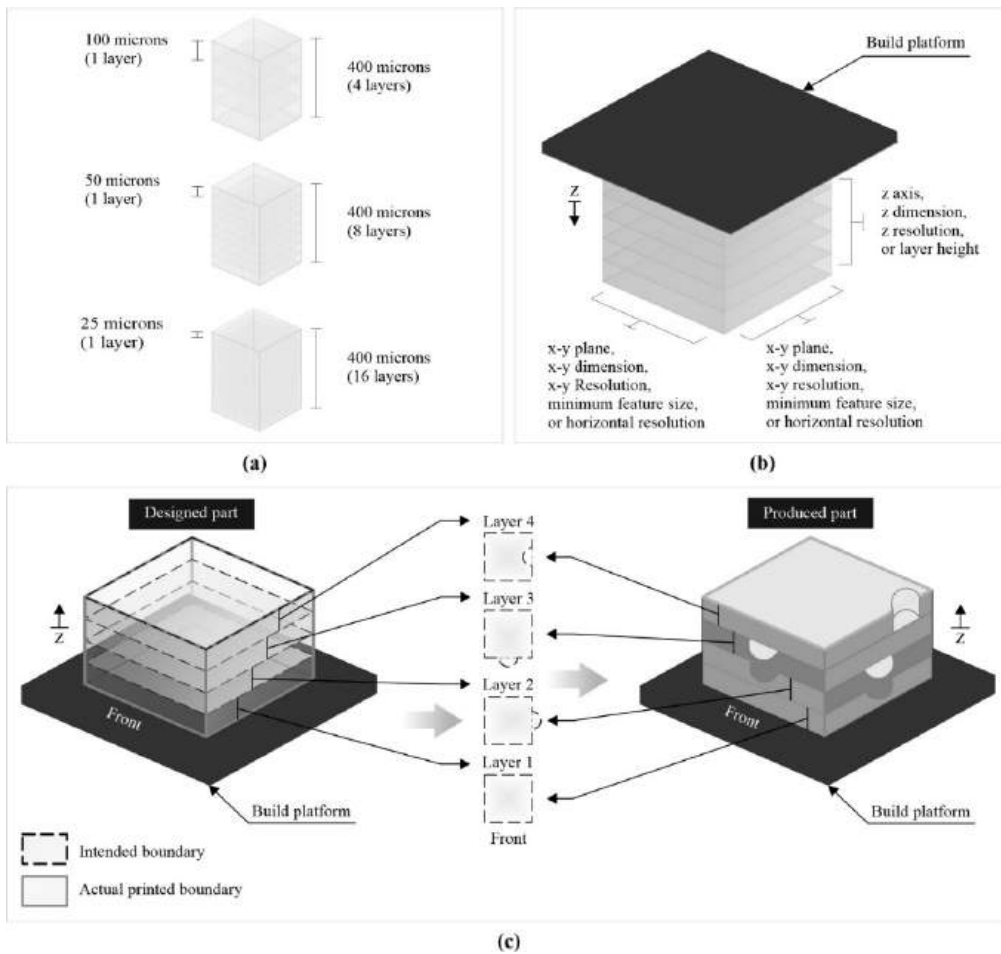 100 microns
(1 layer)
400 microns
(4 layers)
50 microns
(1 layer)
400 microns
(8 layers)
25 microns
(1 layer)
400 microns
(16 layers)
(a)
Build platform
z
z axis,
z dimension,
z resolution,
or layer height
x-y plane,
x-y dimension,
x-y Resolution,
minimum feature size,
or horizontal resolution
x-y plane,
x-y dimension,
x-y resolution,
minimum feature size,
or horizontal resolution
(b)
Designed part
z
Front
Build platform
Intended boundary
Actual printed boundary
Layer 4
Layer 3
Layer 2
Layer 1
Front
Produced part
z
Front
Build platform
(c)